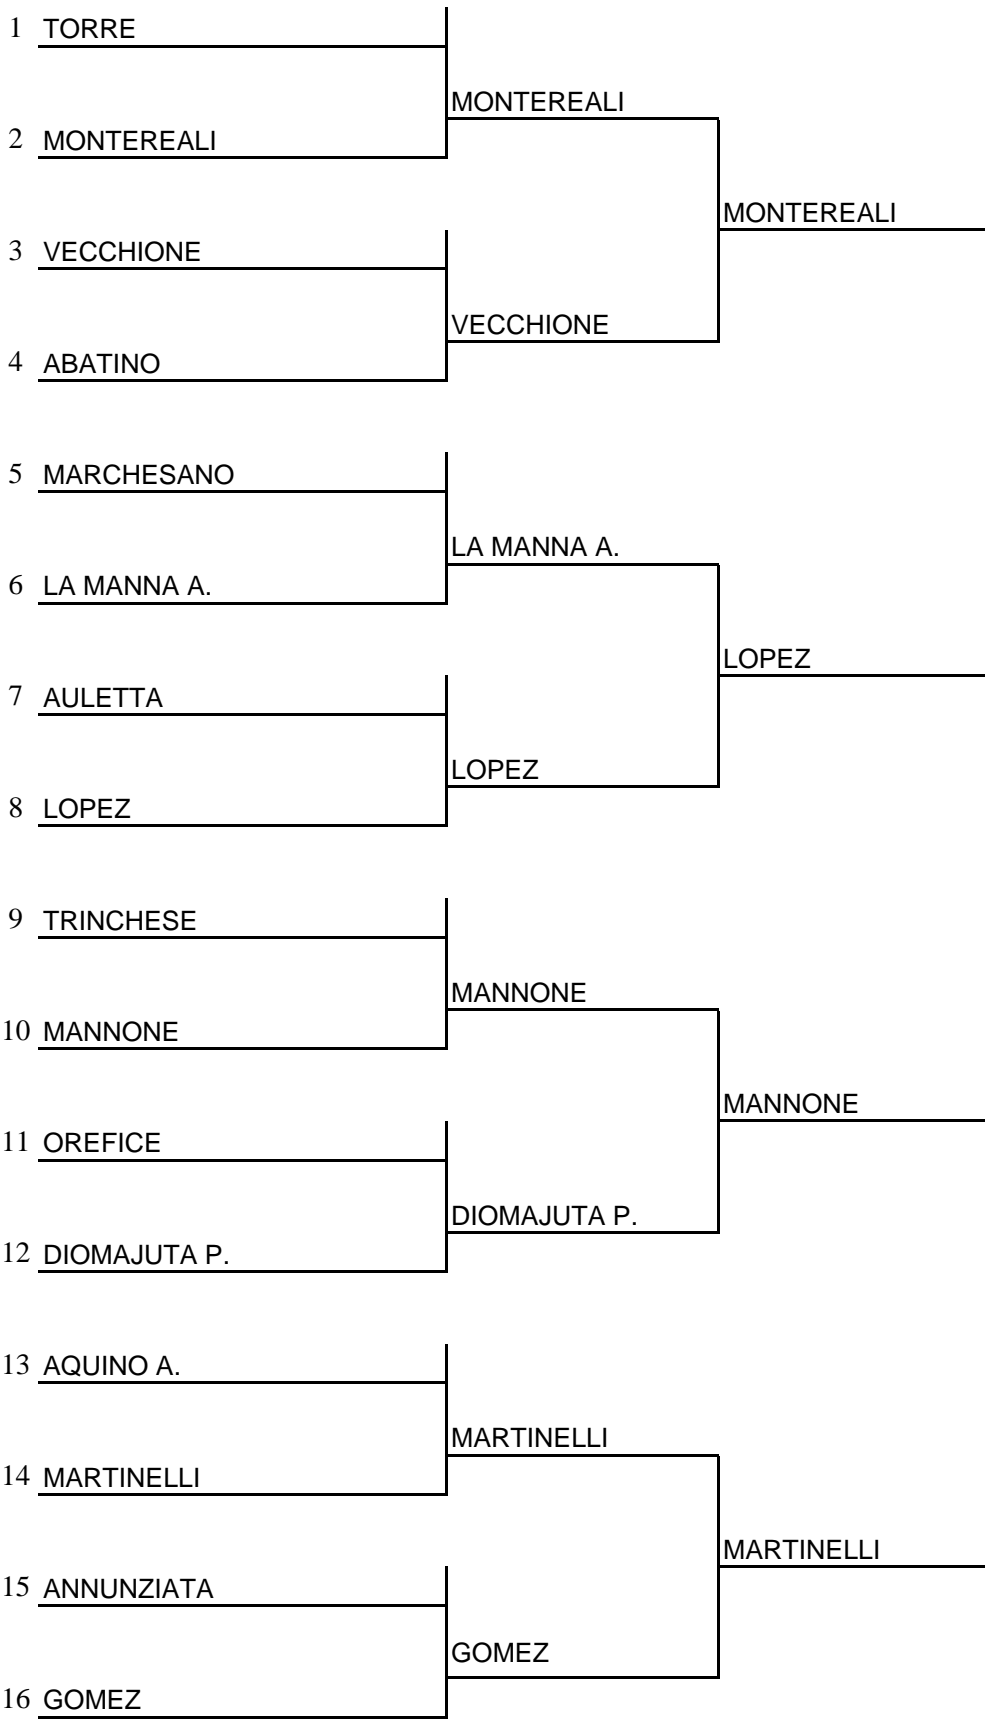 1 TORRE
MONTEREALI
2 MONTEREALI
MONTEREALI
3 VECCHIONE
VECCHIONE
4 ABATINO
5 MARCHESANO
LA MANNA A.
6 LA MANNA A.
LOPEZ
7 AULETTA
LOPEZ
8 LOPEZ
9 TRINCHESE
MANNONE
10 MANNONE
MANNONE
11 OREFICE
DIOMAJUTA P.
12 DIOMAJUTA P.
13 AQUINO A.
MARTINELLI
14 MARTINELLI
MARTINELLI
15 ANNUNZIATA
GOMEZ
16 GOMEZ